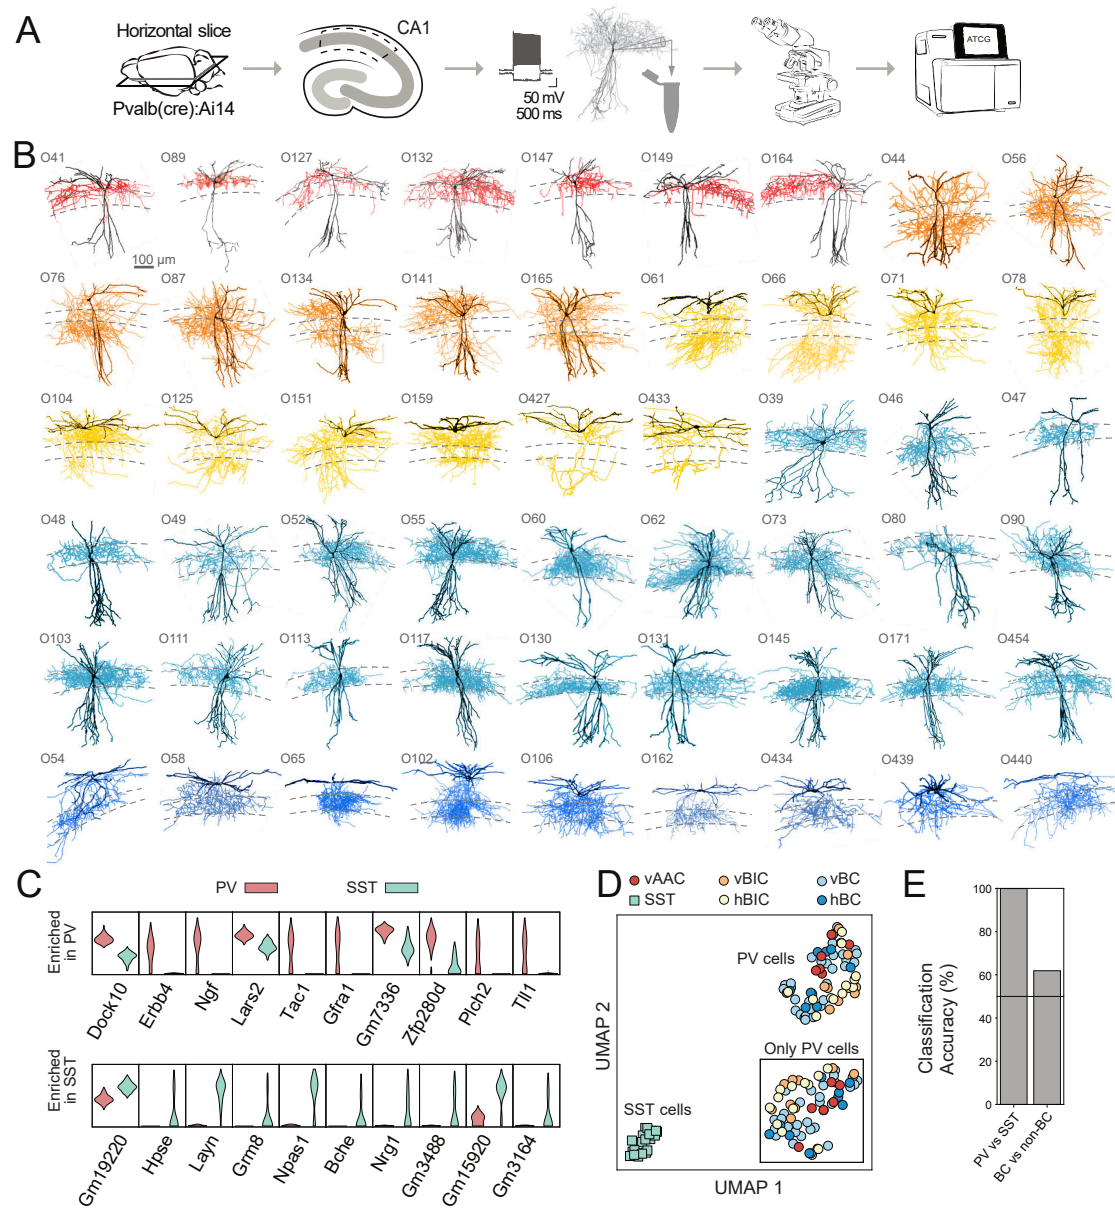 A
Horizontal slice
Pvalb(cre):Ai14
CA1
50 mV
500 ms
ATCG
B
O41 O89 O127 O132 O147 O149 O164 O44 O56
100 µm
O76 O87 O134 O141 O165 O61 O66 O71 O78
O104 O125 O151 O159 O427 O433 O39 O46 O47
O48 O49 O52 O55 O60 O62 O73 O80 O90
O103 O111 O113 O117 O130 O131 O145 O171 O454
O54 O58 O65 O102 O106 O162 O434 O439 O440
C
PV SST
Enriched
in PV
Dock10 Erbb4 Ngf Lars2 Tac1 Gfra1 Gm7336 Zfp280d Plch2 Tll1
Enriched
in SST
Gm19220 Hpse Layn Grm8 Npas1 Bche Nrg1 Gm3488 Gm15920 Gm3164
D
vAAC vBIC vBC
SST hBIC hBC
PV cells
Only PV cells
SST cells
UMAP 2
UMAP 1
E
Classification
Accuracy (%)
100
80
60
40
20
0
PV vs SST
BC vs non-BC